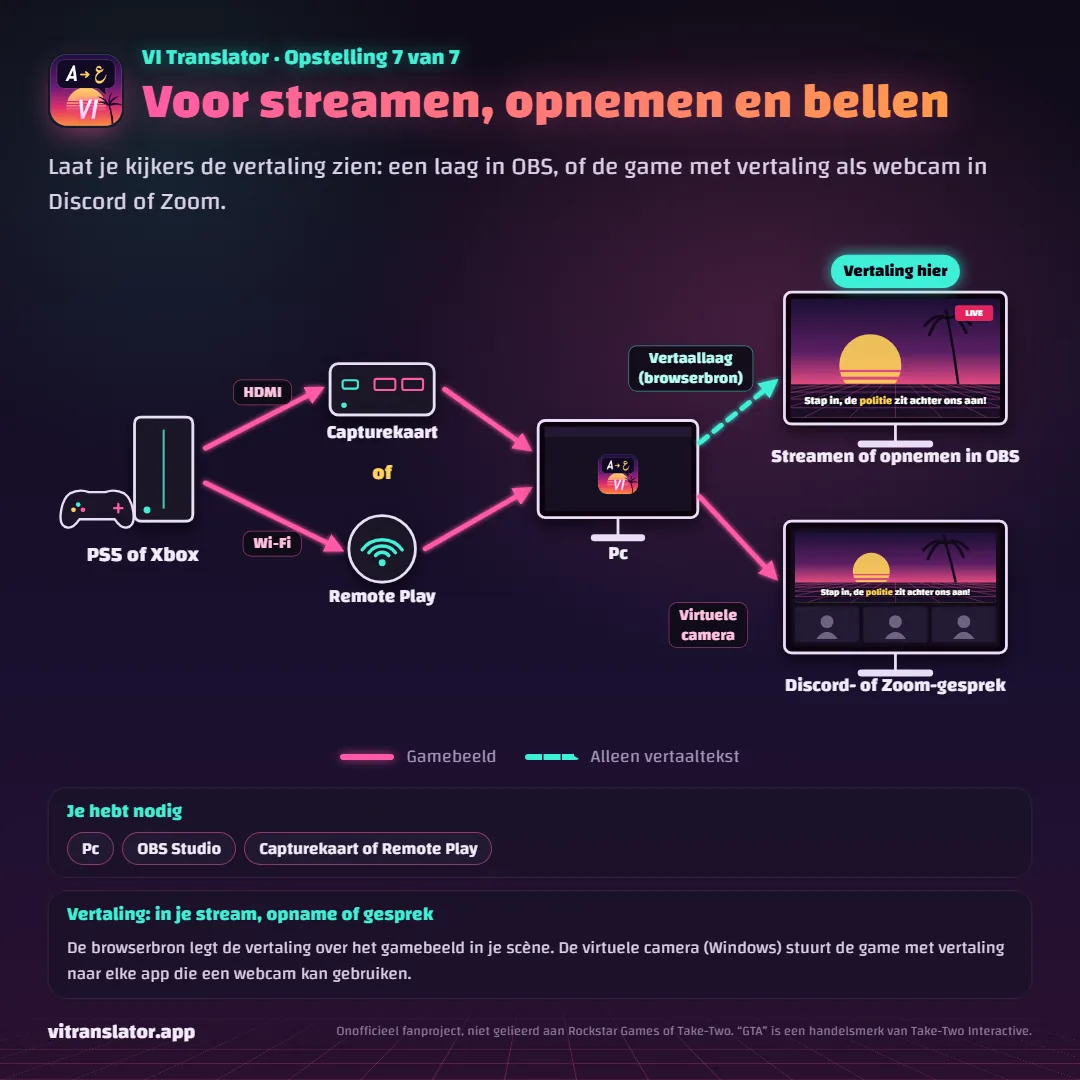 VI Translator · Opstelling 7 van 7
A→ع
VI
Voor streamen, opnemen en bellen
Laat je kijkers de vertaling zien: een laag in OBS, of de game met vertaling als webcam in
Discord of Zoom.
Vertaling hier
LIVE
Stap in, de politie zit achter ons aan!
Streamen of opnemen in OBS
Vertaallaag
(browserbron)
HDMI
Capturekaart
of
Wi-Fi
Remote Play
PS5 of Xbox
A→ع
VI
Pc
Virtuele
camera
Stap in, de politie zit achter ons aan!
Discord- of Zoom-gesprek
Gamebeeld
Alleen vertaaltekst
Je hebt nodig
Pc
OBS Studio
Capturekaart of Remote Play
Vertaling: in je stream, opname of gesprek
De browserbron legt de vertaling over het gamebeeld in je scène. De virtuele camera (Windows) stuurt de game met vertaling
naar elke app die een webcam kan gebruiken.
vitranslator.app
Onofficieel fanproject, niet gelieerd aan Rockstar Games of Take-Two. “GTA” is een handelsmerk van Take-Two Interactive.